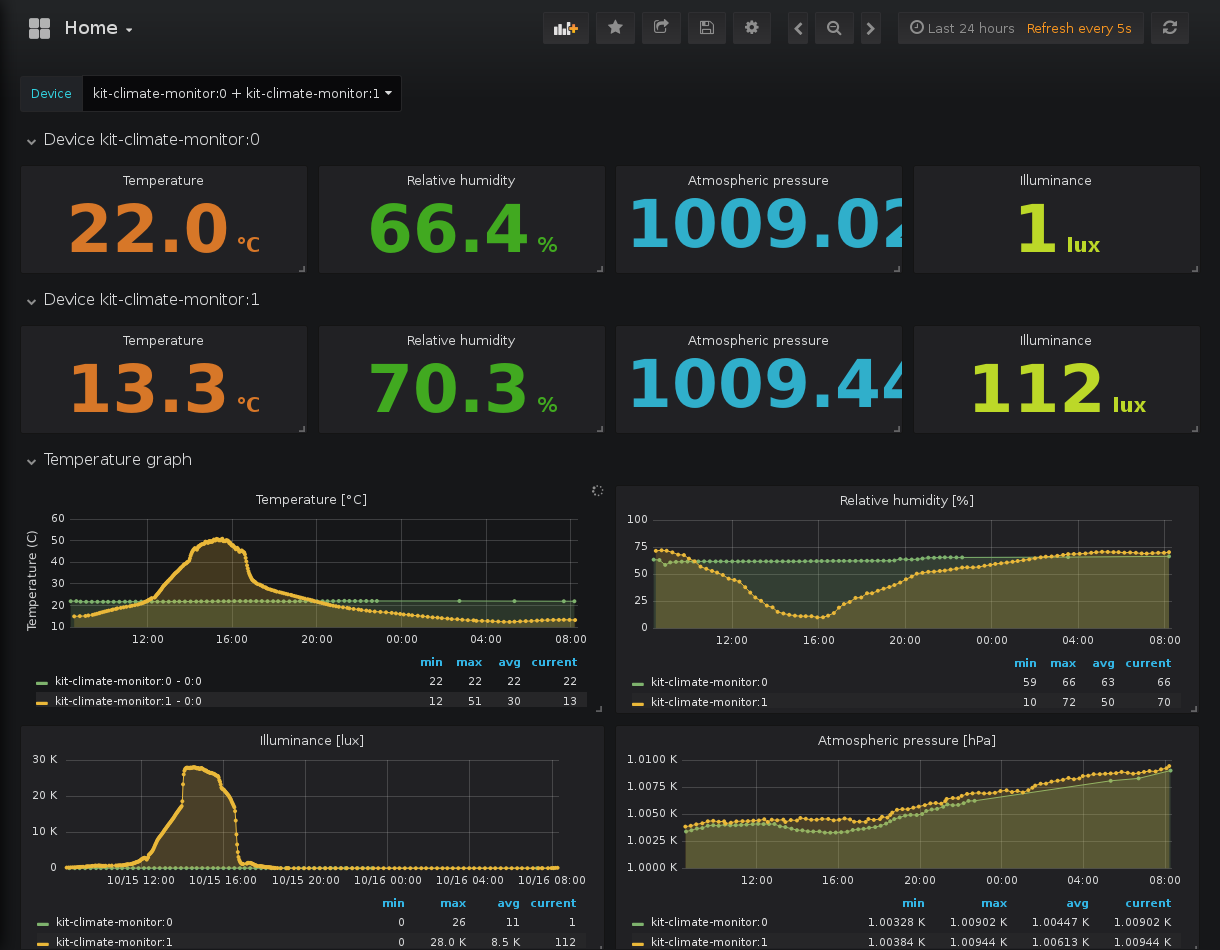 Home
Last 24 hours Refresh every 5s
Device kit-climate-monitor:0 + kit-climate-monitor:1
Device kit-climate-monitor:0
Temperature Relative humidity Atmospheric pressure Illuminance
22.0 °C 66.4 % 1009.02 1 lux
Device kit-climate-monitor:1
Temperature Relative humidity Atmospheric pressure Illuminance
13.3 °C 70.3 % 1009.44 112 lux
Temperature graph
Temperature [°C]
Temperature (C)
60
50
40
30
20
10
12:00 16:00 20:00 00:00 04:00 08:00
min max avg current
kit-climate-monitor:0 - 0:0 22 22 22 22
kit-climate-monitor:1 - 0:0 12 51 30 13
Relative humidity [%]
100
75
50
25
0
12:00 16:00 20:00 00:00 04:00 08:00
min max avg current
kit-climate-monitor:0 59 66 63 66
kit-climate-monitor:1 10 72 50 70
Illuminance [lux]
30 K
20 K
10 K
0
10/15 12:00 10/15 16:00 10/15 20:00 10/16 00:00 10/16 04:00 10/16 08:00
min max avg current
kit-climate-monitor:0 0 26 11 1
kit-climate-monitor:1 0 28.0 K 8.5 K 112
Atmospheric pressure [hPa]
1.0100 K
1.0075 K
1.0050 K
1.0025 K
1.0000 K
12:00 16:00 20:00 00:00 04:00 08:00
min max avg current
kit-climate-monitor:0 1.00328 K 1.00902 K 1.00447 K 1.00902 K
kit-climate-monitor:1 1.00384 K 1.00944 K 1.00613 K 1.00944 K